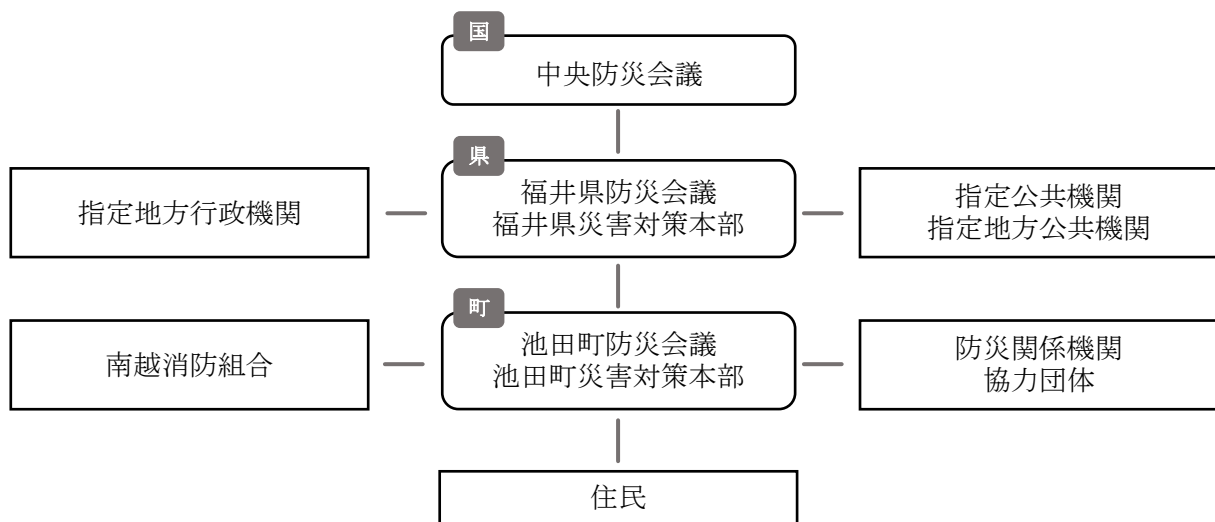 国
中央防災会議
県
指定地方行政機関
福井県防災会議
福井県災害対策本部
指定公共機関
指定地方公共機関
町
南越消防組合
池田町防災会議
池田町災害対策本部
防災関係機関
協力団体
住民